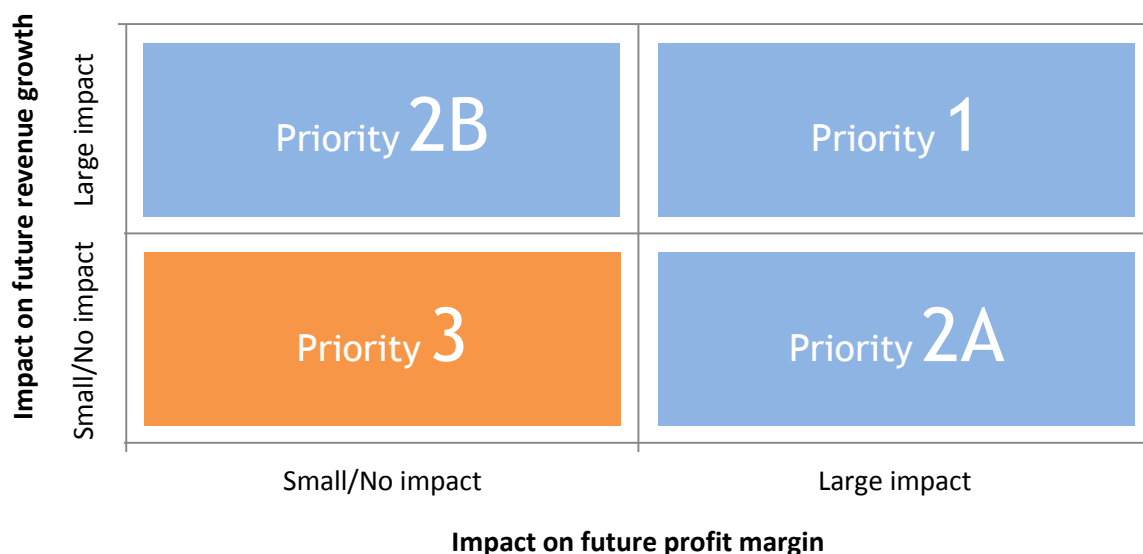 Impact on future revenue growth
Large impact
Small/No impact
Priority 2B
Priority 1
Priority 3
Priority 2A
Small/No impact
Large impact
Impact on future profit margin